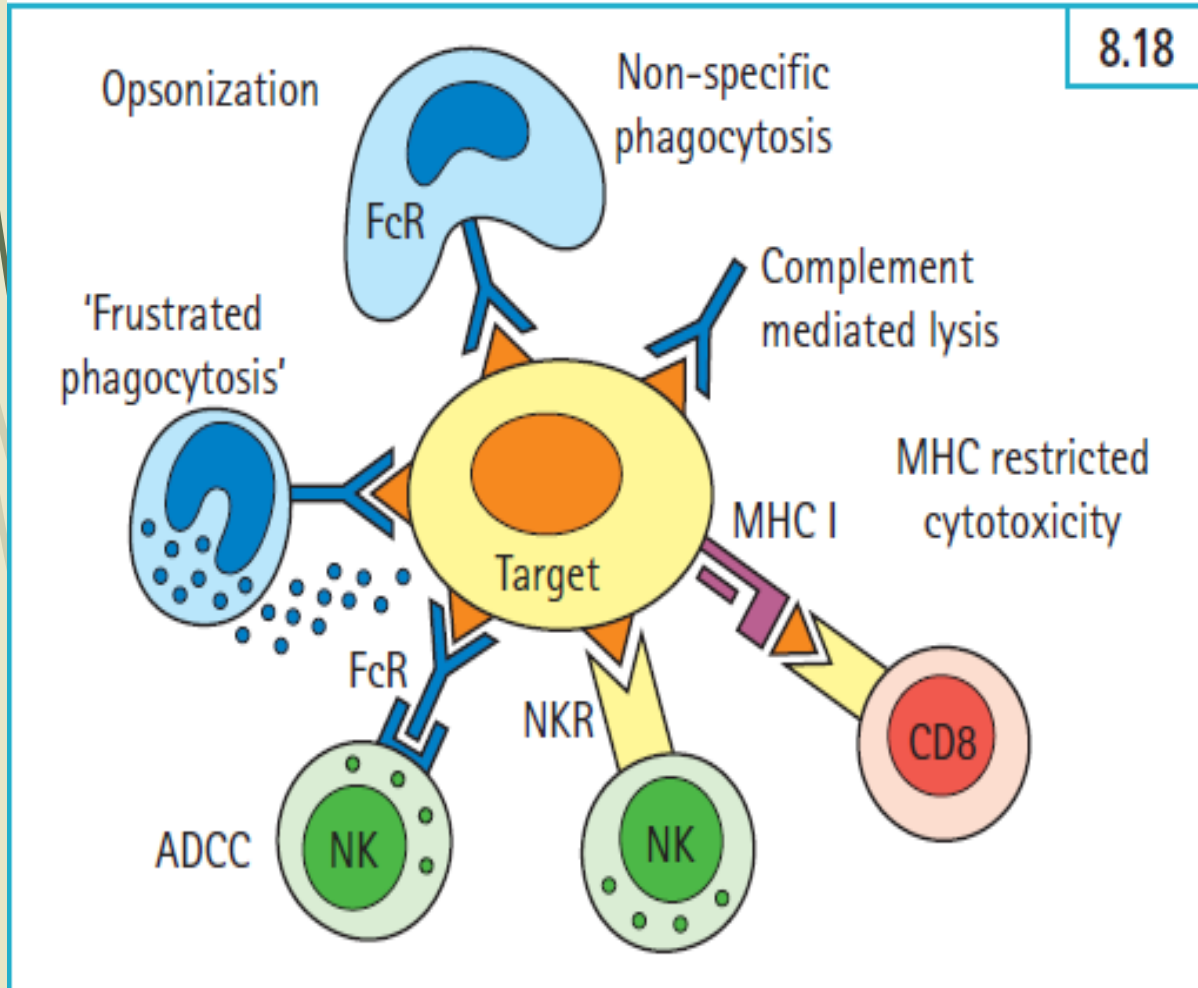 8.18
Opsonization
Non-specific
phagocytosis
FcR
Complement
mediated lysis
'Frustrated
phagocytosis'
MHC restricted
cytotoxicity
MHC I
Target
FcR
NKR
CD8
ADCC
NK
NK